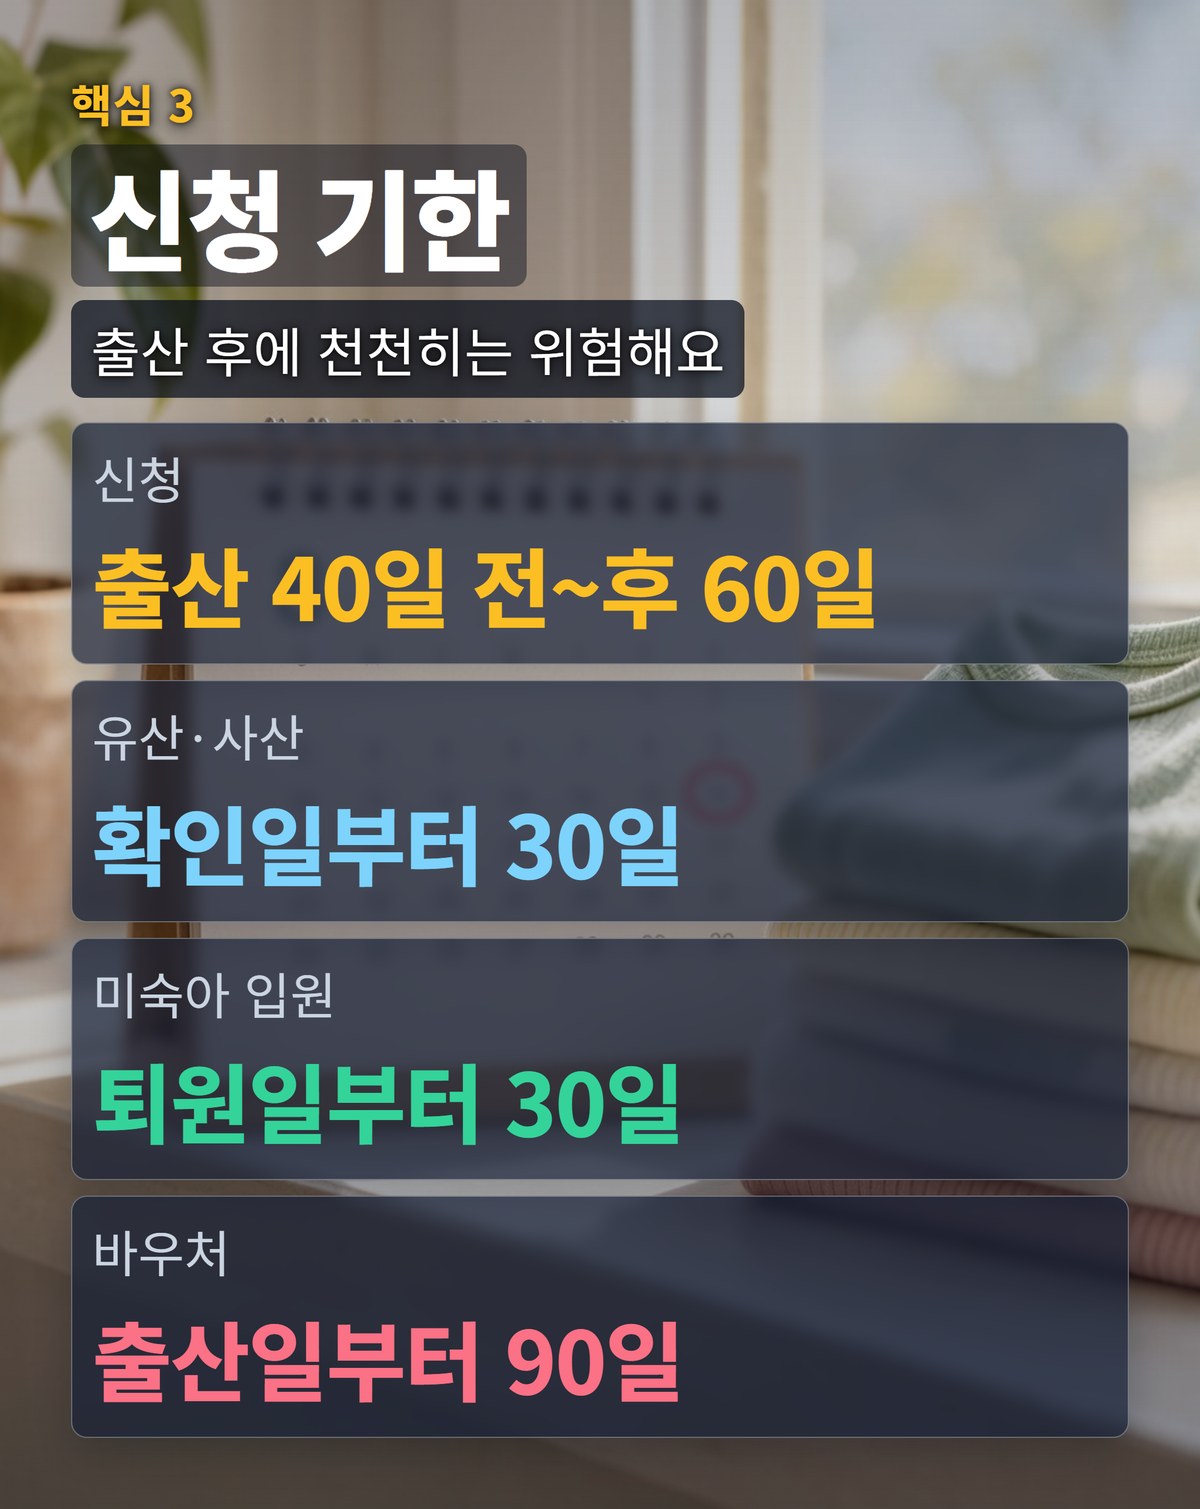 핵심 3
신청 기한
출산 후에 천천히는 위험해요
신청
출산 40일 전~후 60일
유산·사산
확인일부터 30일
미숙아 입원
퇴원일부터 30일
바우처
출산일부터 90일